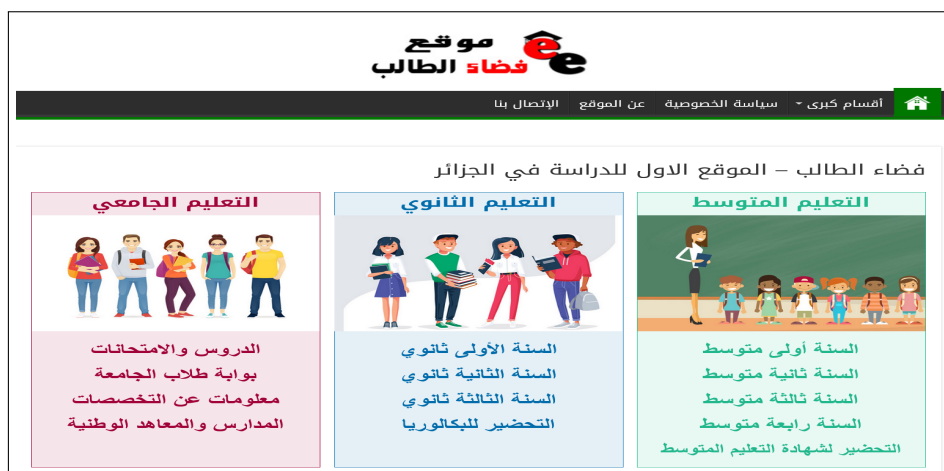 موقع
فضاء الطالب
ee
أقسام كبرى
سياسة الخصوصية
عن الموقع
الإتصال بنا
فضاء الطالب – الموقع الاول للدراسة في الجزائر
التعليم المتوسط
السنة أولى متوسط
السنة ثانية متوسط
السنة ثالثة متوسط
السنة رابعة متوسط
التحضير لشهادة التعليم المتوسط
التعليم الثانوي
السنة الأولى ثانوي
السنة الثانية ثانوي
السنة الثالثة ثانوي
التحضير للبكالوريا
التعليم الجامعي
الدروس والامتحانات
بوابة طلاب الجامعة
معلومات عن التخصصات
المدارس والمعاهد الوطنية